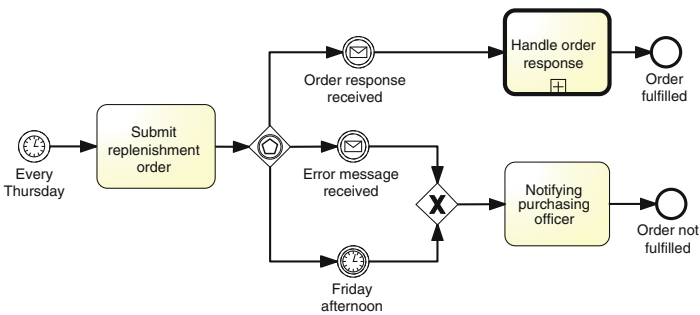 Every
Thursday
Submit
replenishment
order
Order response
received
Handle order
response
Order
fulfilled
Error message
received
Friday
afternoon
X
Notifying
purchasing
officer
Order not
fulfilled